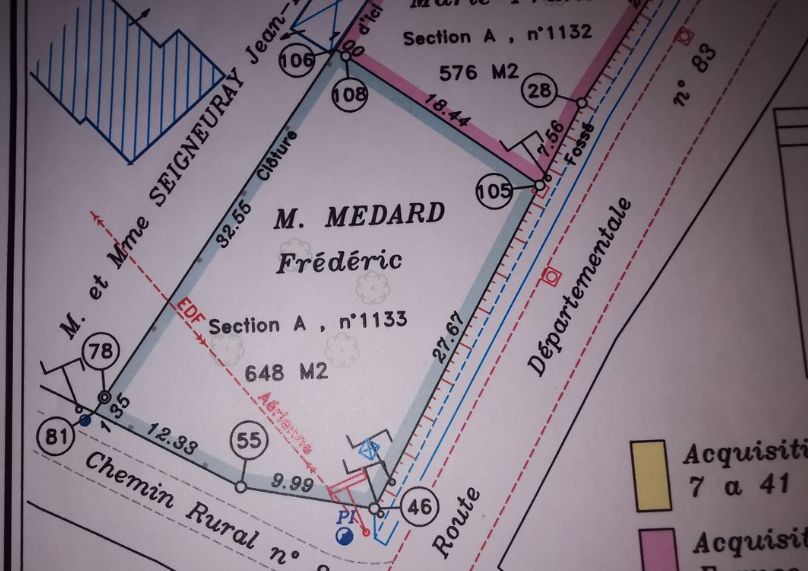 Section A , n°1132
576 M2
d'ici
106
1.00
108
28
18.44
7.56
Fossé
n° 83
105
M. et Mme SEIGNEURAY Jean-
Clôture
32.55
M. MEDARD
Frédéric
Section A , n°1133
648 M2
EDF
Aérienne
27.67
Route Départementale
78
81
1.35
12.33
55
9.99
46
PI
Chemin Rural n°
Acquisiti
7 a 41
Acquisit